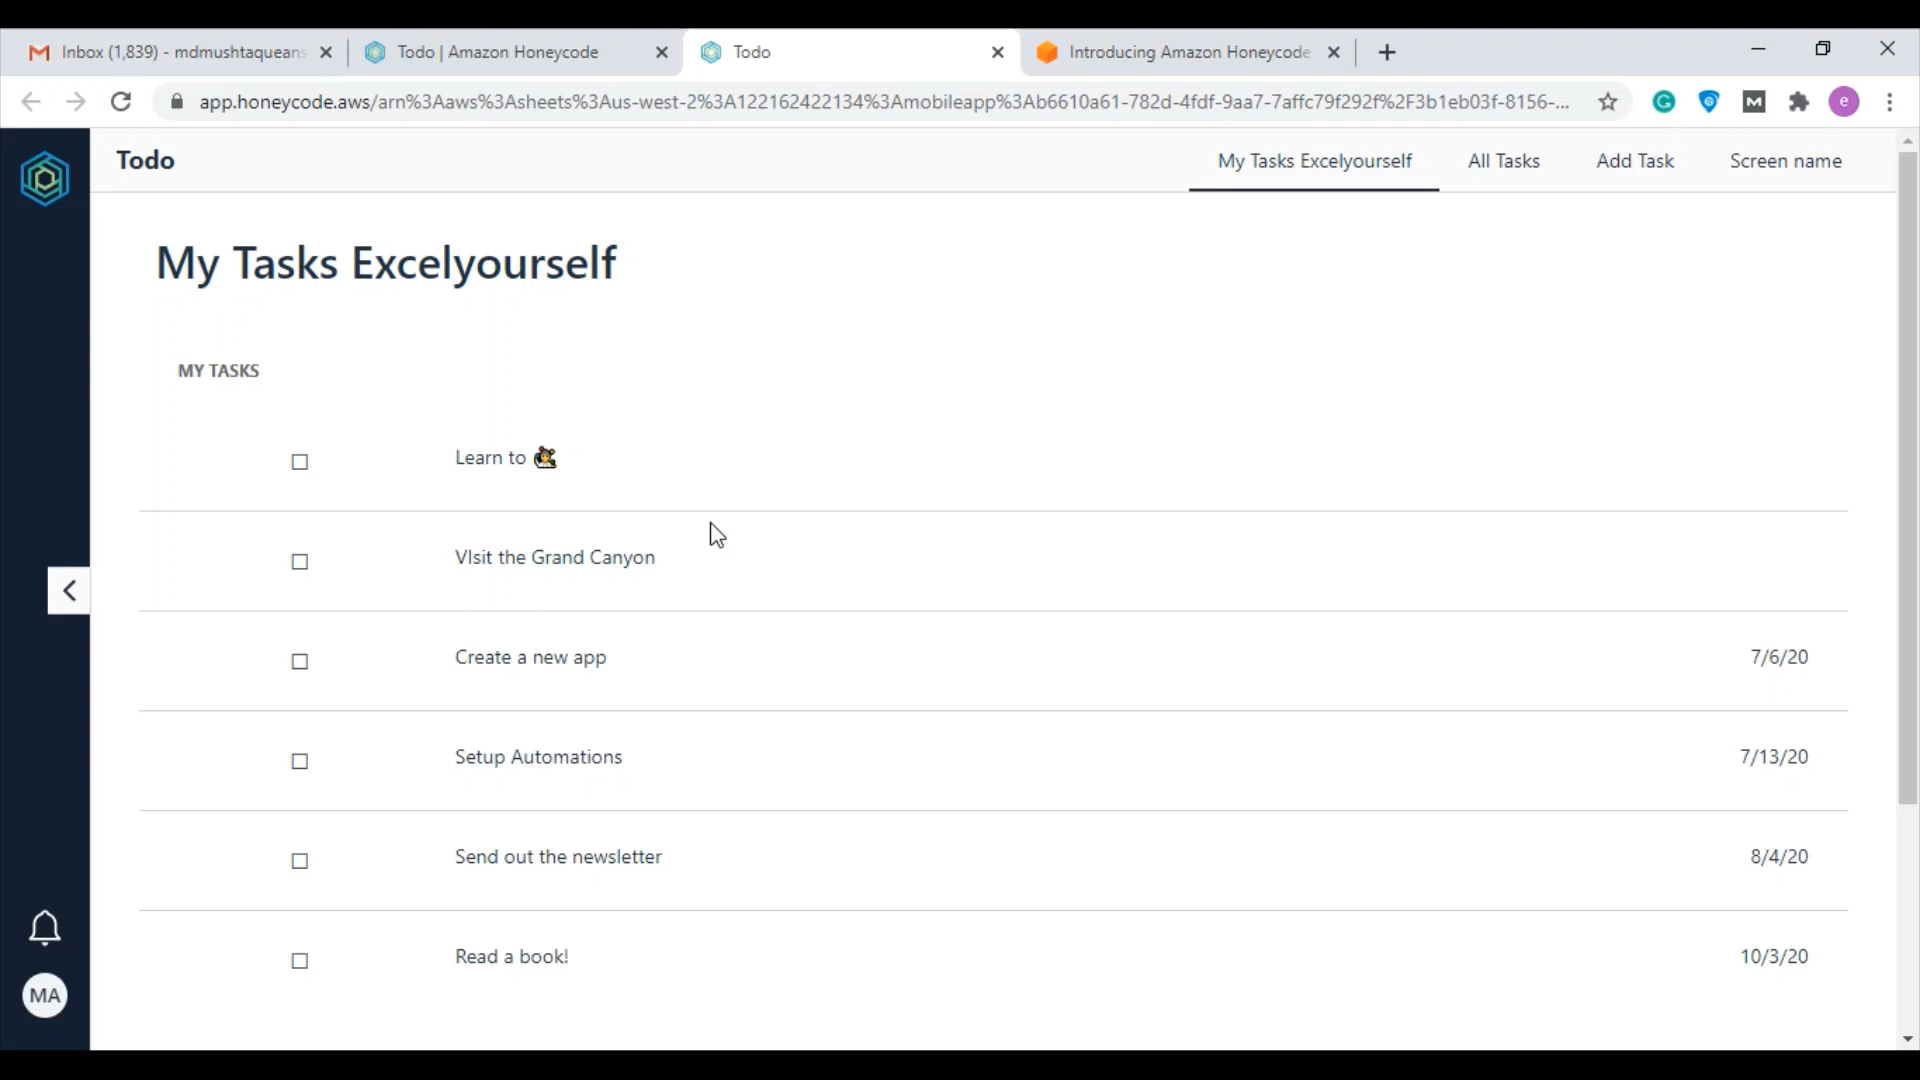 Inbox (1,839) - mdmushtaqueans
Todo | Amazon Honeycode
Todo
Introducing Amazon Honeycode
app.honeycode.aws/arn%3Aaws%3Asheets%3Aus-west-2%3A122162422134%3Amobileapp%3Ab6610a61-782d-4fdf-9aa7-7affc79f292f%2F3b1eb03f-8156-...
e
Todo
My Tasks Excelyourself
All Tasks
Add Task
Screen name
My Tasks Excelyourself
MY TASKS
Learn to
VIsit the Grand Canyon
Create a new app 7/6/20
Setup Automations 7/13/20
Send out the newsletter 8/4/20
Read a book! 10/3/20
MA